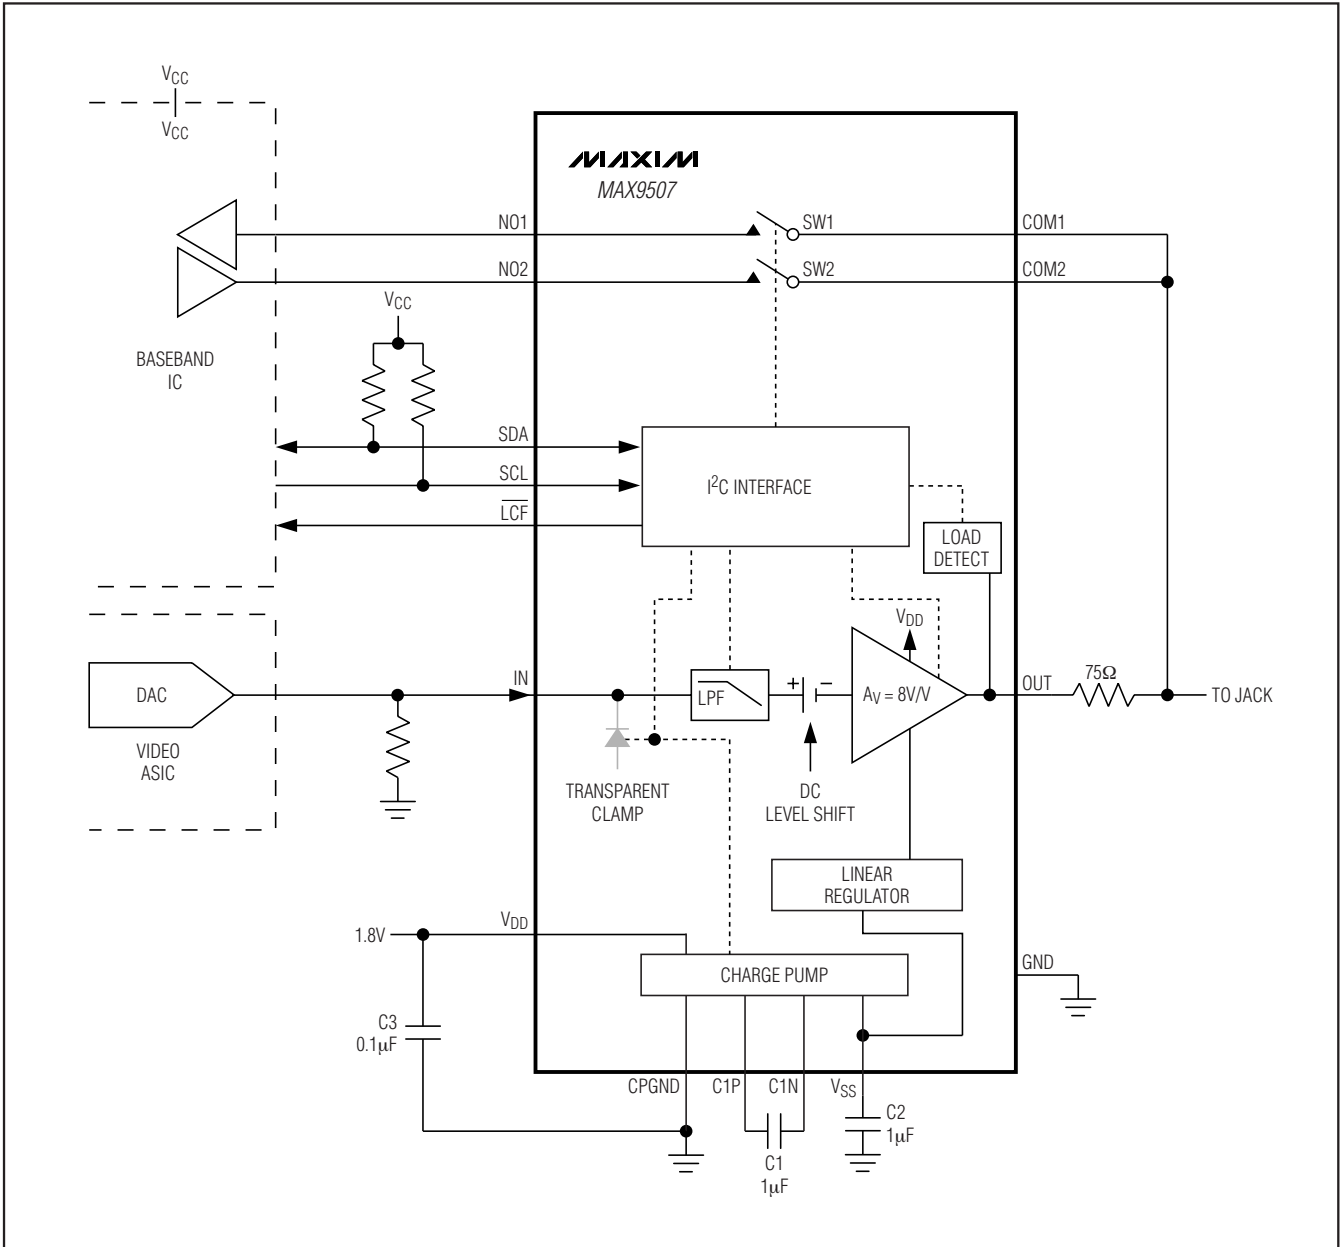 VCC
VCC
MAXIM
MAX9507
NO1
SW1
COM1
NO2
SW2
COM2
VCC
BASEBAND
IC
SDA
SCL
I²C INTERFACE
LCF
LOAD
DETECT
VDD
DAC
IN
LPF
+ −
AV = 8V/V
OUT
75Ω
TO JACK
VIDEO
ASIC
TRANSPARENT
CLAMP
DC
LEVEL SHIFT
LINEAR
REGULATOR
1.8V
VDD
CHARGE PUMP
GND
C3
0.1µF
CPGND
C1P
C1N
VSS
C2
1µF
C1
1µF